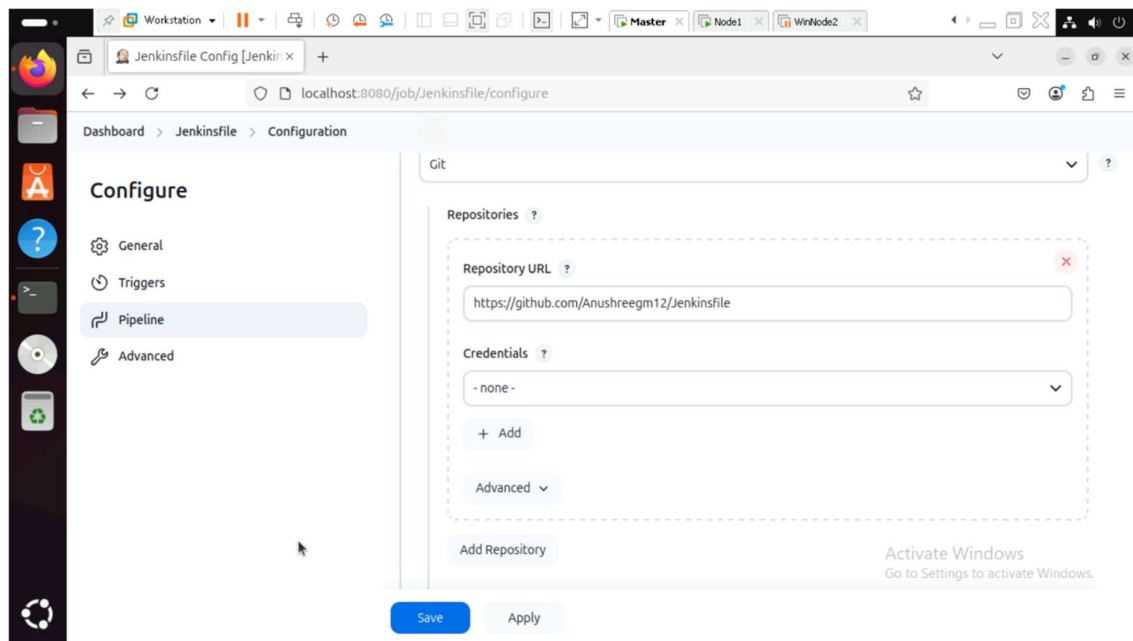 Workstation
Master
Node1
WinNode2
Jenkinsfile Config [Jenkin
localhost:8080/job/Jenkinsfile/configure
Dashboard > Jenkinsfile > Configuration
Configure
General
Triggers
Pipeline
Advanced
Git
?
Repositories ?
Repository URL ?
https://github.com/Anushreegm12/Jenkinsfile
Credentials ?
- none -
+ Add
Advanced
Add Repository
Activate Windows
Go to Settings to activate Windows.
Save
Apply